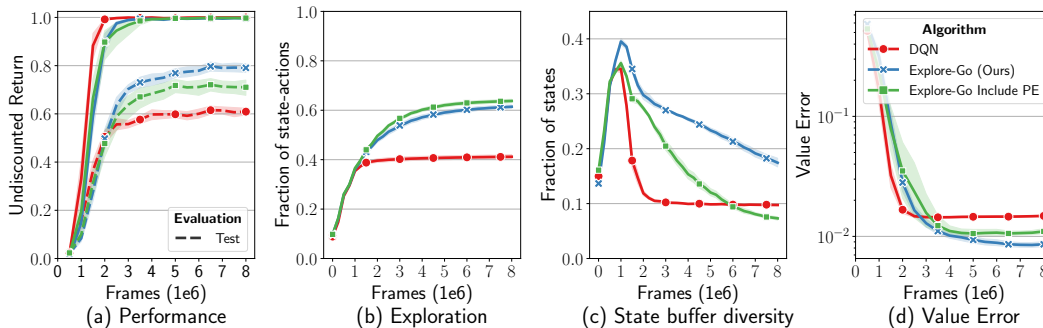 Undiscounted Return
1.0
0.8
0.6
0.4
0.2
0.0
Evaluation
Test
0 1 2 3 4 5 6 7 8
Frames (1e6)
(a) Performance
Fraction of state-actions
1.0
0.8
0.6
0.4
0.2
0.0
0 1 2 3 4 5 6 7 8
Frames (1e6)
(b) Exploration
Fraction of states
0.4
0.3
0.2
0.1
0.0
0 1 2 3 4 5 6 7 8
Frames (1e6)
(c) State buffer diversity
Value Error
10⁻¹
10⁻²
Algorithm
DQN
Explore-Go (Ours)
Explore-Go Include PE
0 1 2 3 4 5 6 7 8
Frames (1e6)
(d) Value Error